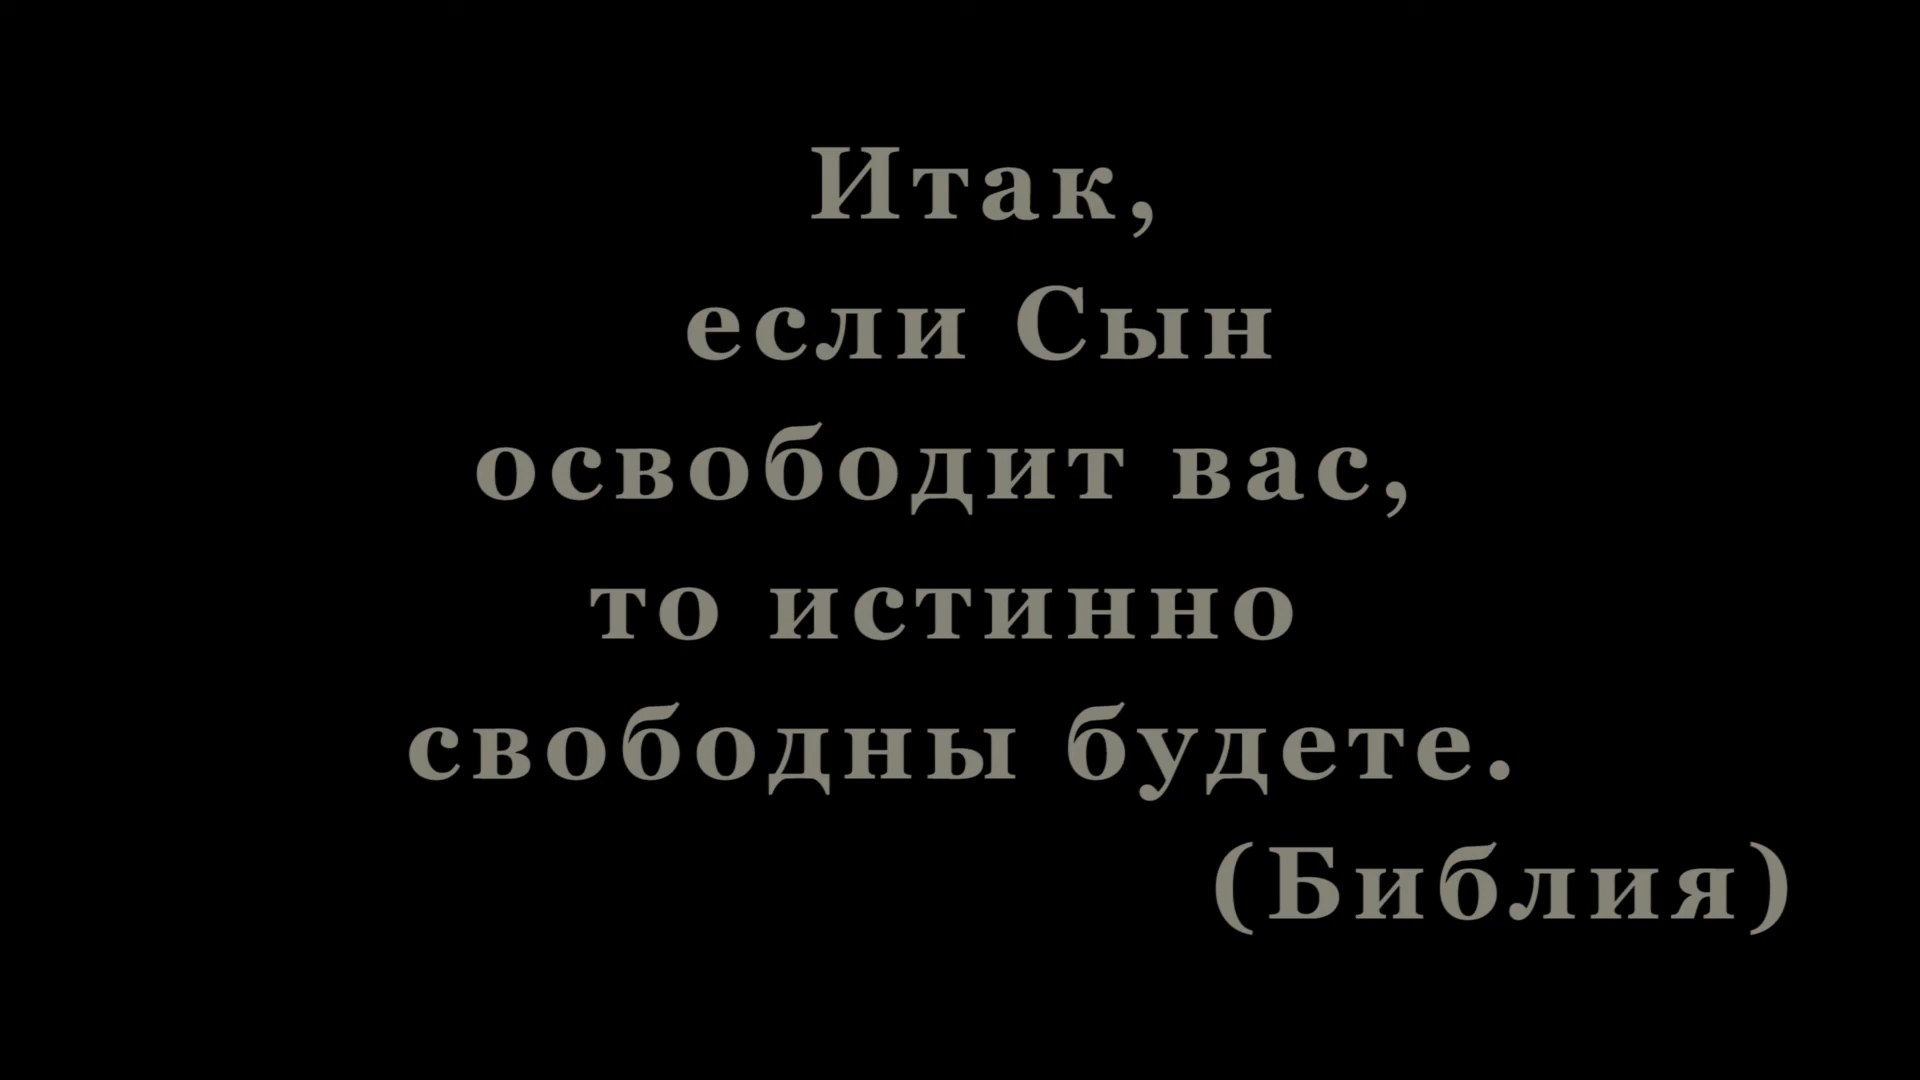 Итак,
если Сын
освободит вас,
то истинно
свободны будете.
(Библия)